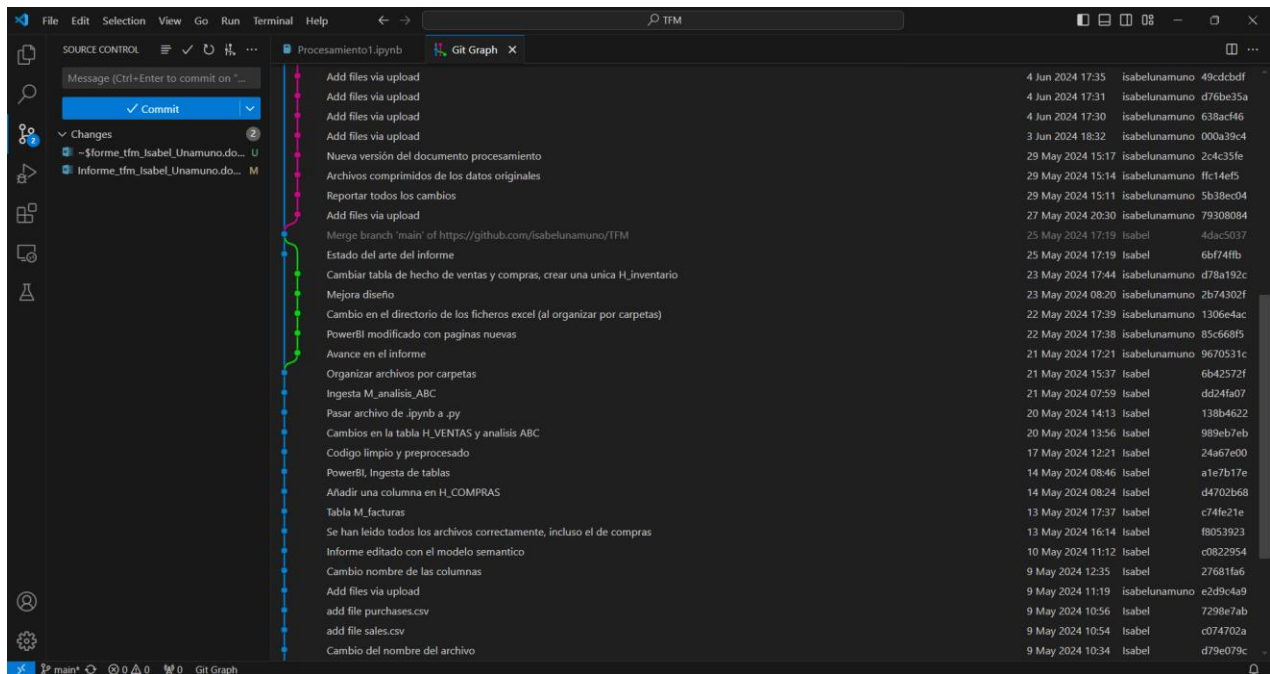 File Edit Selection View Go Run Terminal Help TFM
SOURCE CONTROL Procesamiento1.ipynb Git Graph
Message (Ctrl+Enter to commit on "...
Commit
Changes 2
~$forme_tfm_Isabel_Unamuno.do... U
Informe_tfm_Isabel_Unamuno.do... M
2
Add files via upload 4 Jun 2024 17:35 isabelunamuno 49cdcbdf
Add files via upload 4 Jun 2024 17:31 isabelunamuno d76be35a
Add files via upload 4 Jun 2024 17:30 isabelunamuno 638acf46
Add files via upload 3 Jun 2024 18:32 isabelunamuno 000a39c4
Nueva versión del documento procesamiento 29 May 2024 15:17 isabelunamuno 2c4c35fe
Archivos comprimidos de los datos originales 29 May 2024 15:14 isabelunamuno ffc14ef5
Reportar todos los cambios 29 May 2024 15:11 isabelunamuno 5b38ec04
Add files via upload 27 May 2024 20:30 isabelunamuno 79308084
Merge branch 'main' of https://github.com/isabelunamuno/TFM 25 May 2024 17:19 Isabel 4dac5037
Estado del arte del informe 25 May 2024 17:19 Isabel 6bf74ffb
Cambiar tabla de hecho de ventas y compras, crear una unica H_inventario 23 May 2024 17:44 isabelunamuno d78a192c
Mejora diseño 23 May 2024 08:20 isabelunamuno 2b74302f
Cambio en el directorio de los ficheros excel (al organizar por carpetas) 22 May 2024 17:39 isabelunamuno 1306e4ac
PowerBI modificado con paginas nuevas 22 May 2024 17:38 isabelunamuno 85c668f5
Avance en el informe 21 May 2024 17:21 isabelunamuno 9670531c
Organizar archivos por carpetas 21 May 2024 15:37 Isabel 6b42572f
Ingesta M_analisis_ABC 21 May 2024 07:59 Isabel dd24fa07
Pasar archivo de .ipynb a .py 20 May 2024 14:13 Isabel 138b4622
Cambios en la tabla H_VENTAS y analisis ABC 20 May 2024 13:56 Isabel 989eb7eb
Codigo limpio y preprocesado 17 May 2024 12:21 Isabel 24a67e00
PowerBI, Ingesta de tablas 14 May 2024 08:46 Isabel a1e7b17e
Añadir una columna en H_COMPRAS 14 May 2024 08:24 Isabel d4702b68
Tabla M_facturas 13 May 2024 17:37 Isabel c74fe21e
Se han leido todos los archivos correctamente, incluso el de compras 13 May 2024 16:14 Isabel f8053923
Informe editado con el modelo semantico 10 May 2024 11:12 Isabel c0822954
Cambio nombre de las columnas 9 May 2024 12:35 Isabel 27681fa6
Add files via upload 9 May 2024 11:19 isabelunamuno e2d9c4a9
add file purchases.csv 9 May 2024 10:56 Isabel 7298e7ab
add file sales.csv 9 May 2024 10:54 Isabel c074702a
Cambio del nombre del archivo 9 May 2024 10:34 Isabel d79e079c
main* 0 0 0 Git Graph